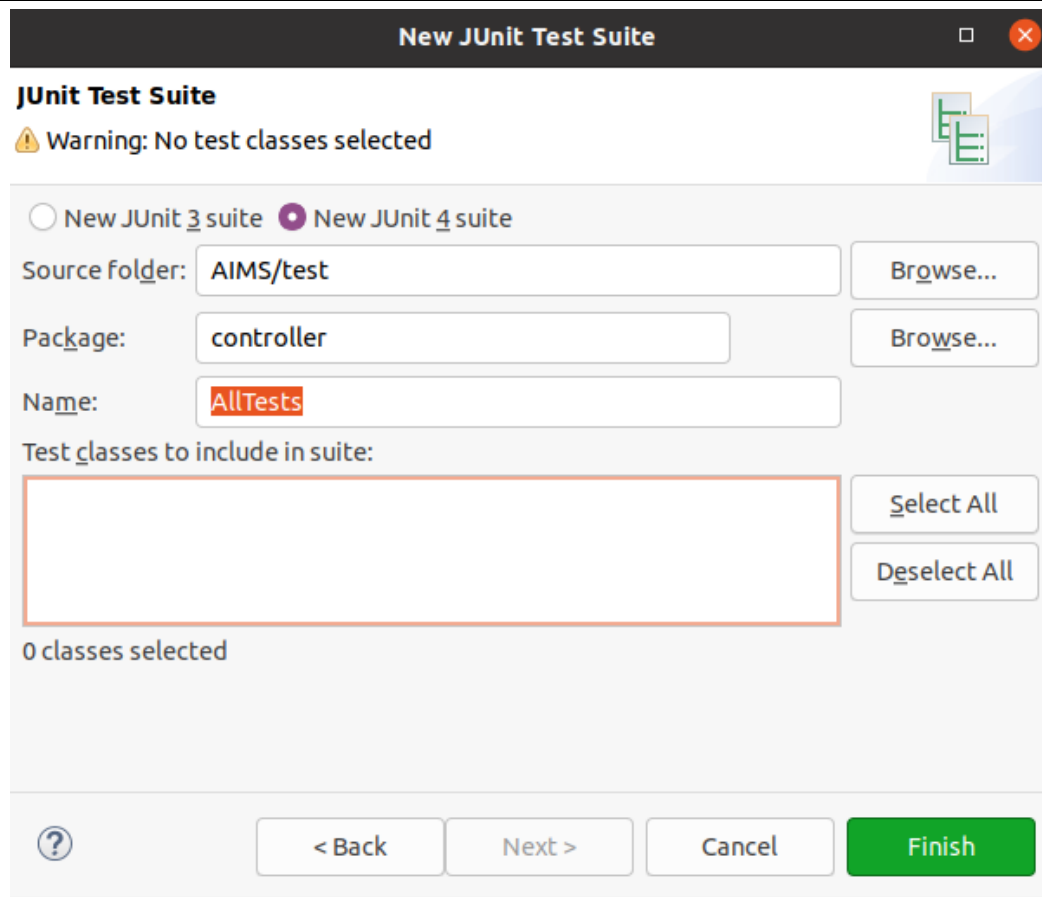 New JUnit Test Suite
JUnit Test Suite
Warning: No test classes selected
New JUnit 3 suite New JUnit 4 suite
Source folder: AIMS/test Browse...
Package: controller Browse...
Name: AllTests
Test classes to include in suite:
Select All
Deselect All
0 classes selected
? < Back Next > Cancel Finish